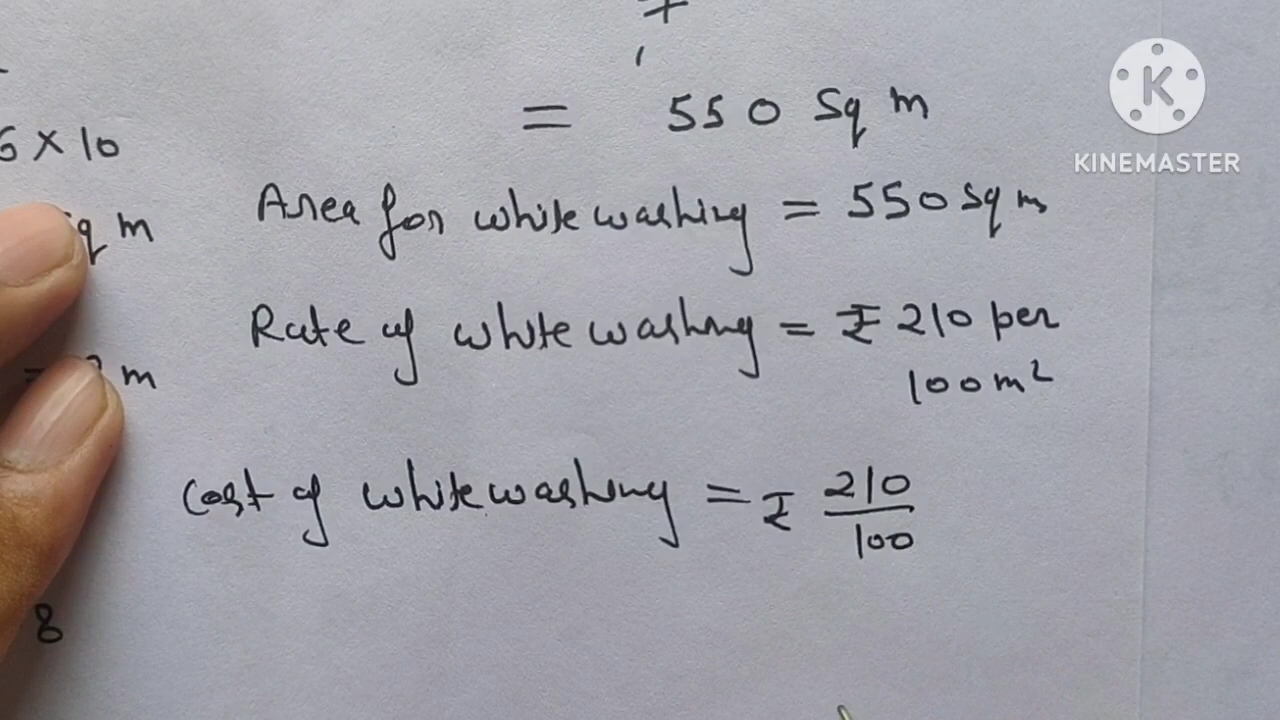 7
= 550 Sq m
6 × 10
Area for white washing = 550 Sq m
q m
Rate of white washing = ₹ 210 per
100 m²
= m
Cost of white washing = ₹ 210/100
8
K
KINEMASTER